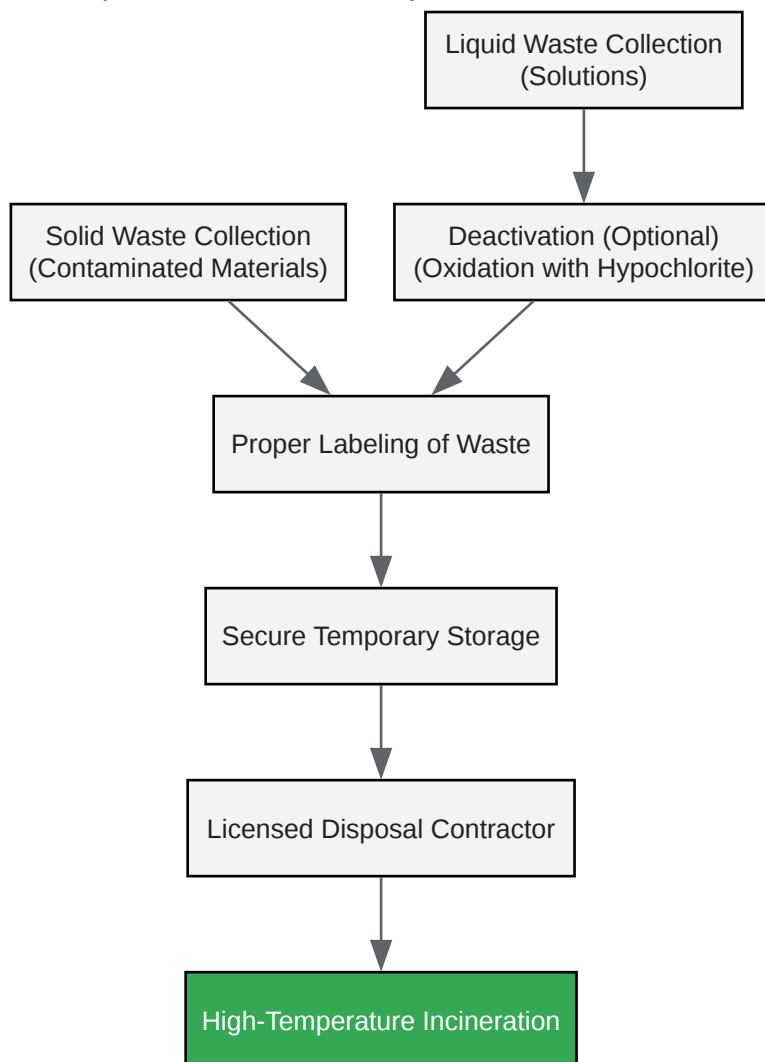 Liquid Waste Collection
(Solutions)
Solid Waste Collection
(Contaminated Materials)
Deactivation (Optional)
(Oxidation with Hypochlorite)
Proper Labeling of Waste
Secure Temporary Storage
Licensed Disposal Contractor
High-Temperature Incineration